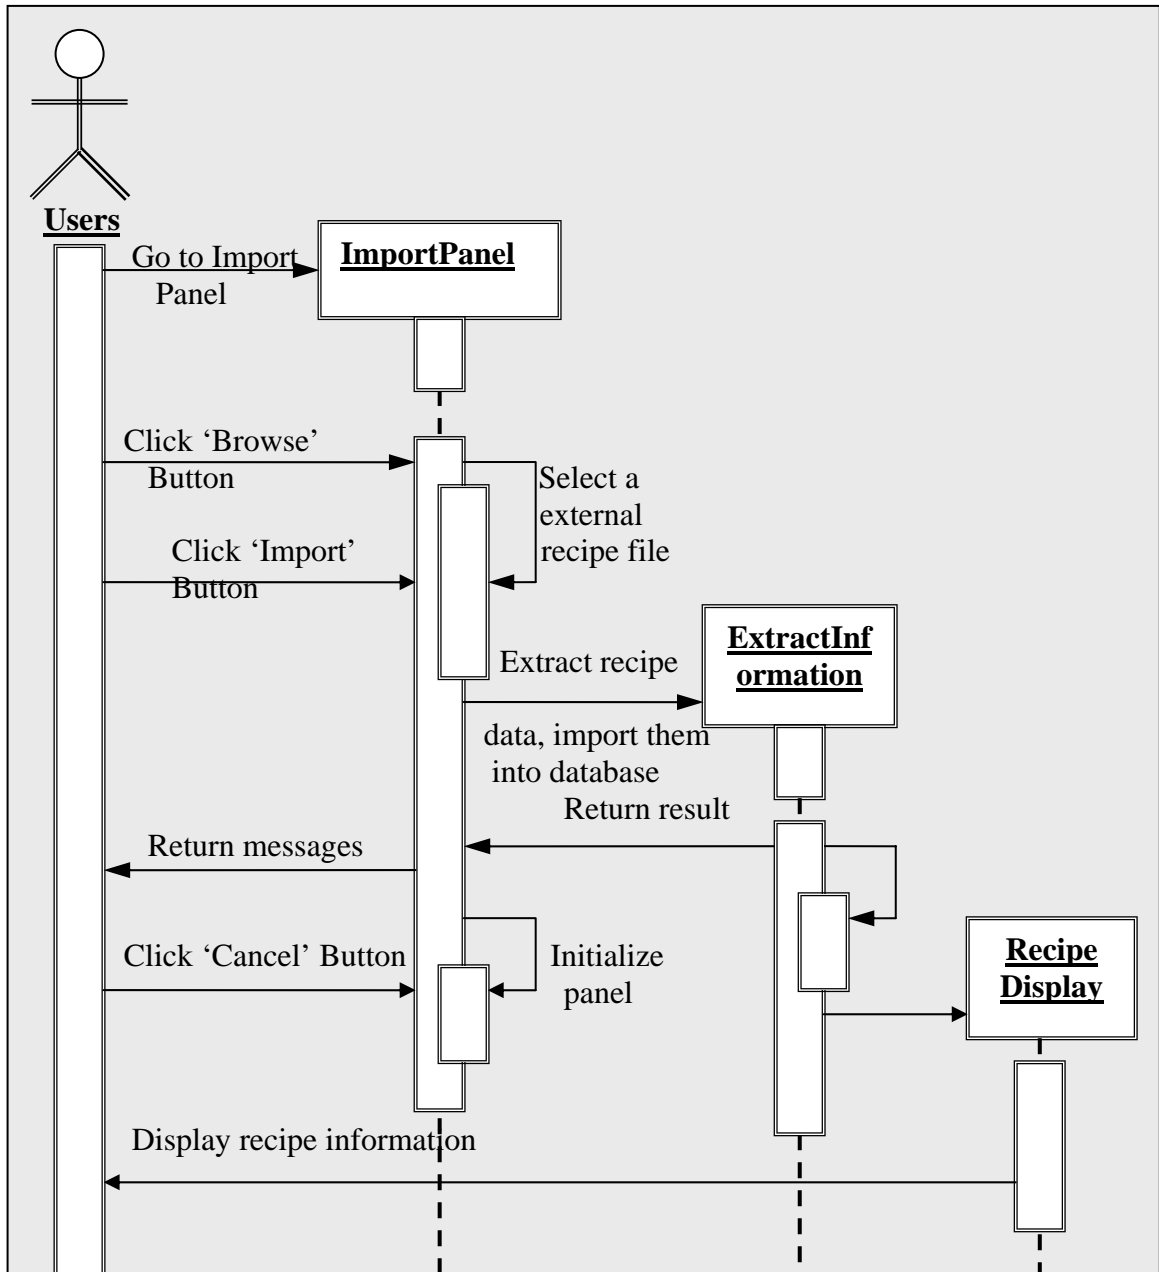 Users
Go to Import
Panel
ImportPanel
Click ‘Browse’
Button
Select a
external
recipe file
Click ‘Import’
Button
ExtractInf
ormation
Extract recipe
data, import them
into database
Return result
Return messages
Click ‘Cancel’ Button
Initialize
panel
Recipe
Display
Display recipe information